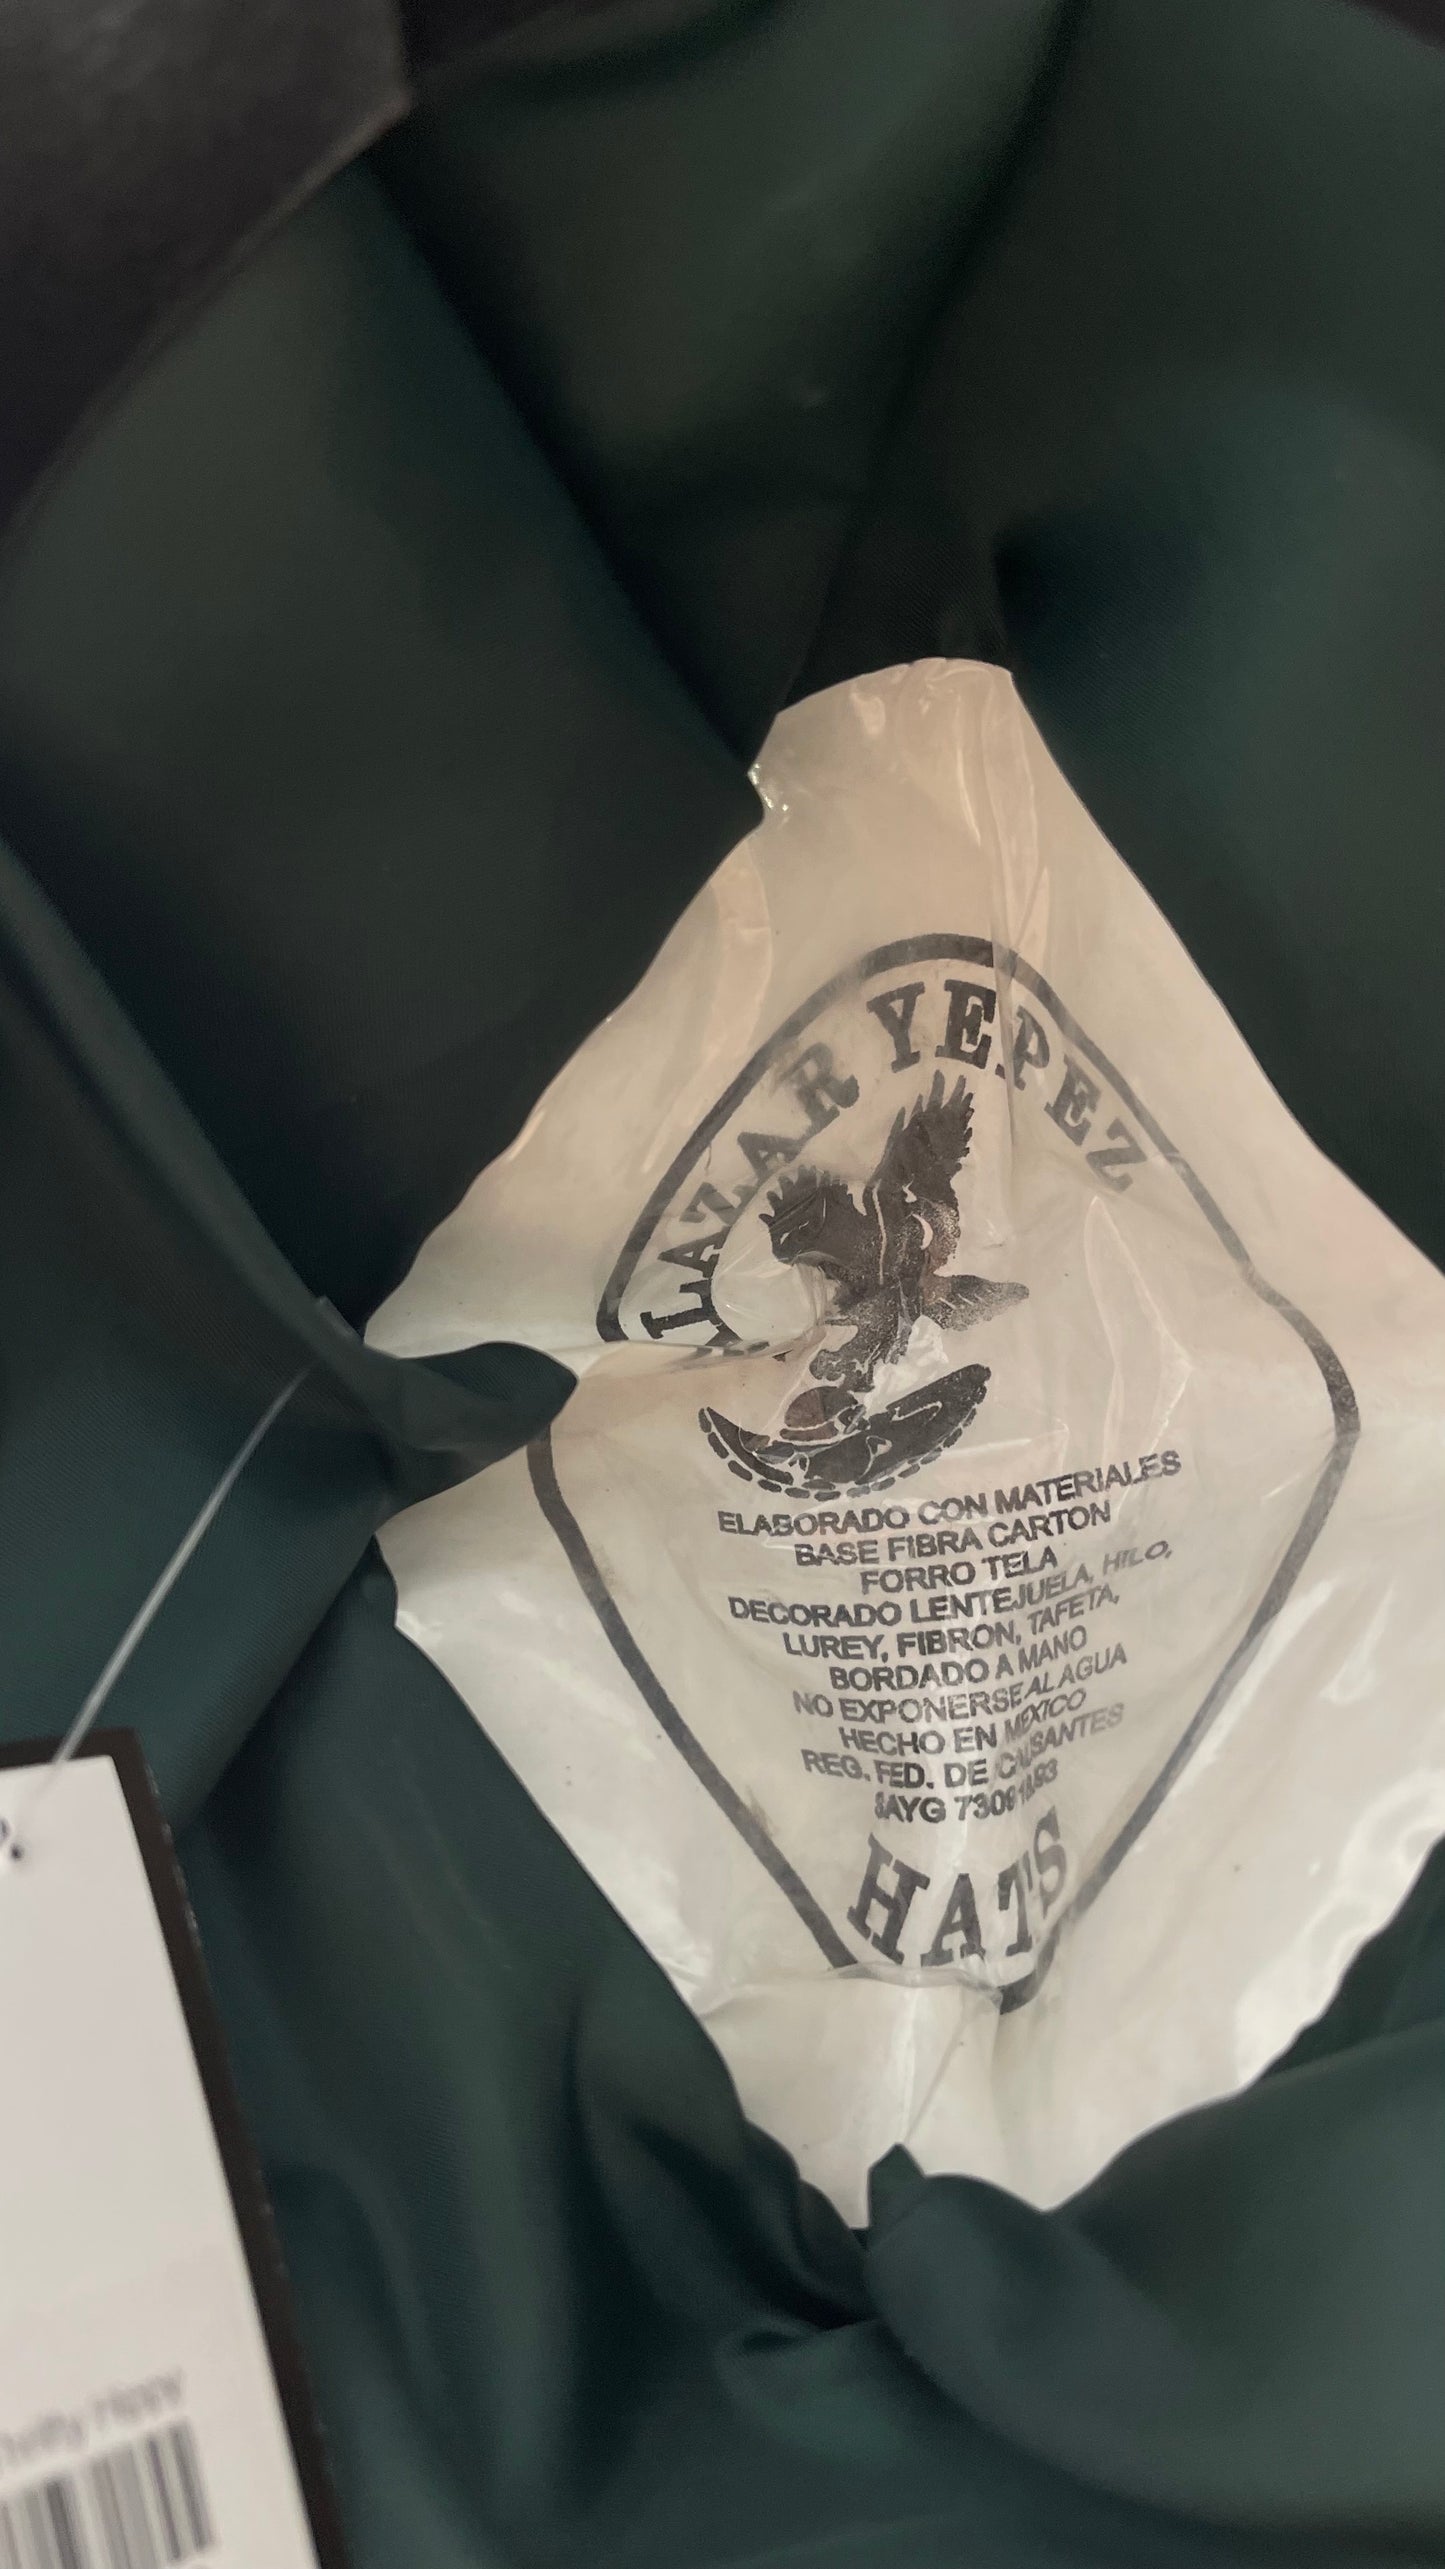 LAZAR YEPEZ
ELABORADO CON MATERIALES
BASE FIBRA CARTON
FORRO TELA
DECORADO LENTEJUELA, HILO,
LUREY, FIBRON, TAFETA,
BORDADO A MANO
NO EXPONERSE AL AGUA
HECHO EN MEXICO
REG. FED. DE CAUSANTES
HATS